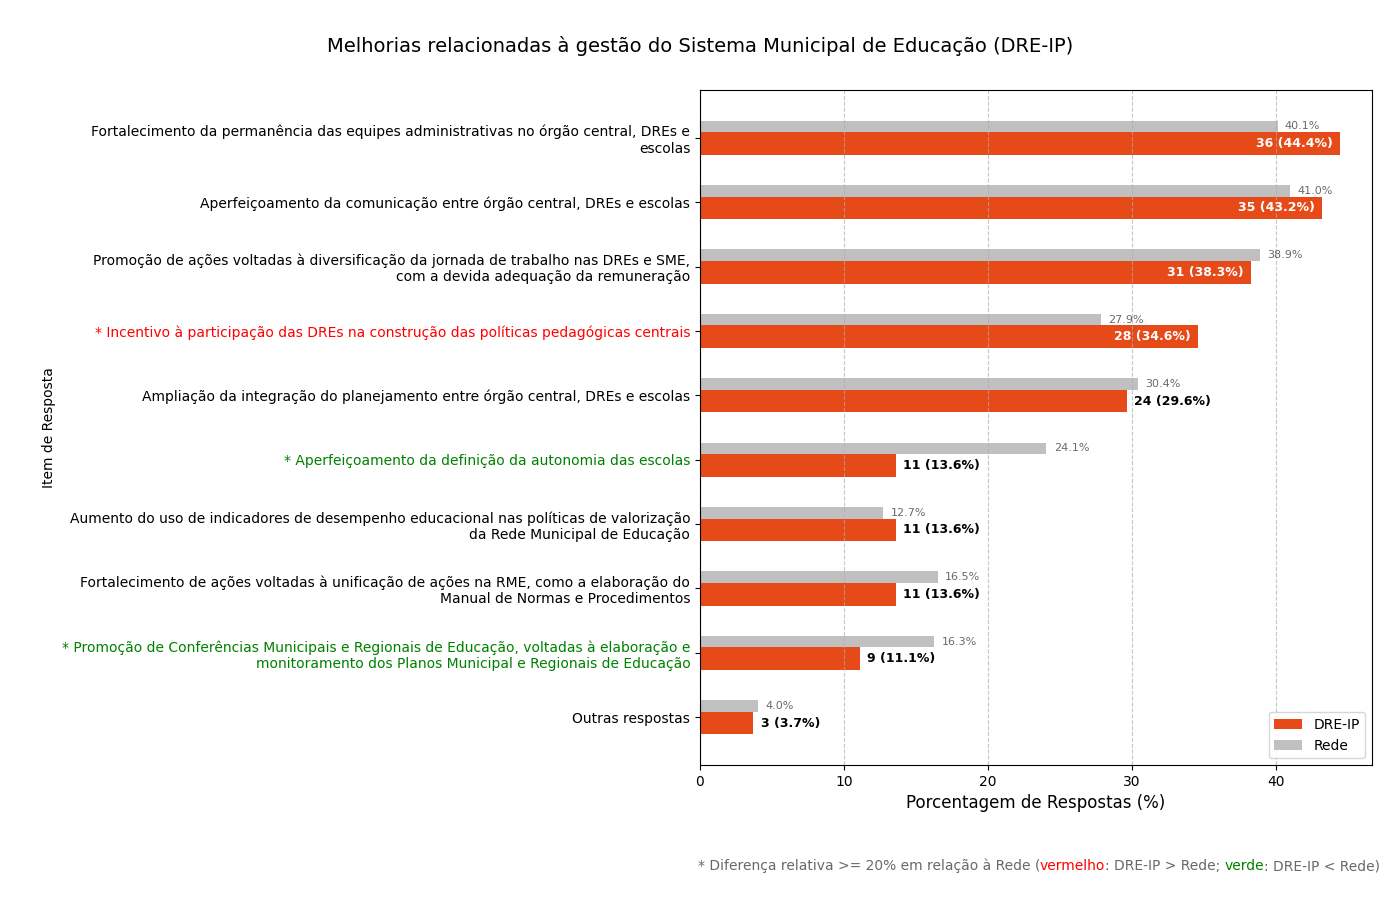 Melhorias relacionadas à gestão do Sistema Municipal de Educação (DRE-IP)
Item de Resposta
Fortalecimento da permanência das equipes administrativas no órgão central, DREs e
escolas
40.1%
36 (44.4%)
Aperfeiçoamento da comunicação entre órgão central, DREs e escolas
41.0%
35 (43.2%)
Promoção de ações voltadas à diversificação da jornada de trabalho nas DREs e SME,
com a devida adequação da remuneração
38.9%
31 (38.3%)
* Incentivo à participação das DREs na construção das políticas pedagógicas centrais
27.9%
28 (34.6%)
Ampliação da integração do planejamento entre órgão central, DREs e escolas
30.4%
24 (29.6%)
* Aperfeiçoamento da definição da autonomia das escolas
24.1%
11 (13.6%)
Aumento do uso de indicadores de desempenho educacional nas políticas de valorização
da Rede Municipal de Educação
12.7%
11 (13.6%)
Fortalecimento de ações voltadas à unificação de ações na RME, como a elaboração do
Manual de Normas e Procedimentos
16.5%
11 (13.6%)
* Promoção de Conferências Municipais e Regionais de Educação, voltadas à elaboração e
monitoramento dos Planos Municipal e Regionais de Educação
16.3%
9 (11.1%)
Outras respostas
4.0%
3 (3.7%)
DRE-IP
Rede
0 10 20 30 40
Porcentagem de Respostas (%)
* Diferença relativa >= 20% em relação à Rede (vermelho: DRE-IP > Rede; verde: DRE-IP < Rede)